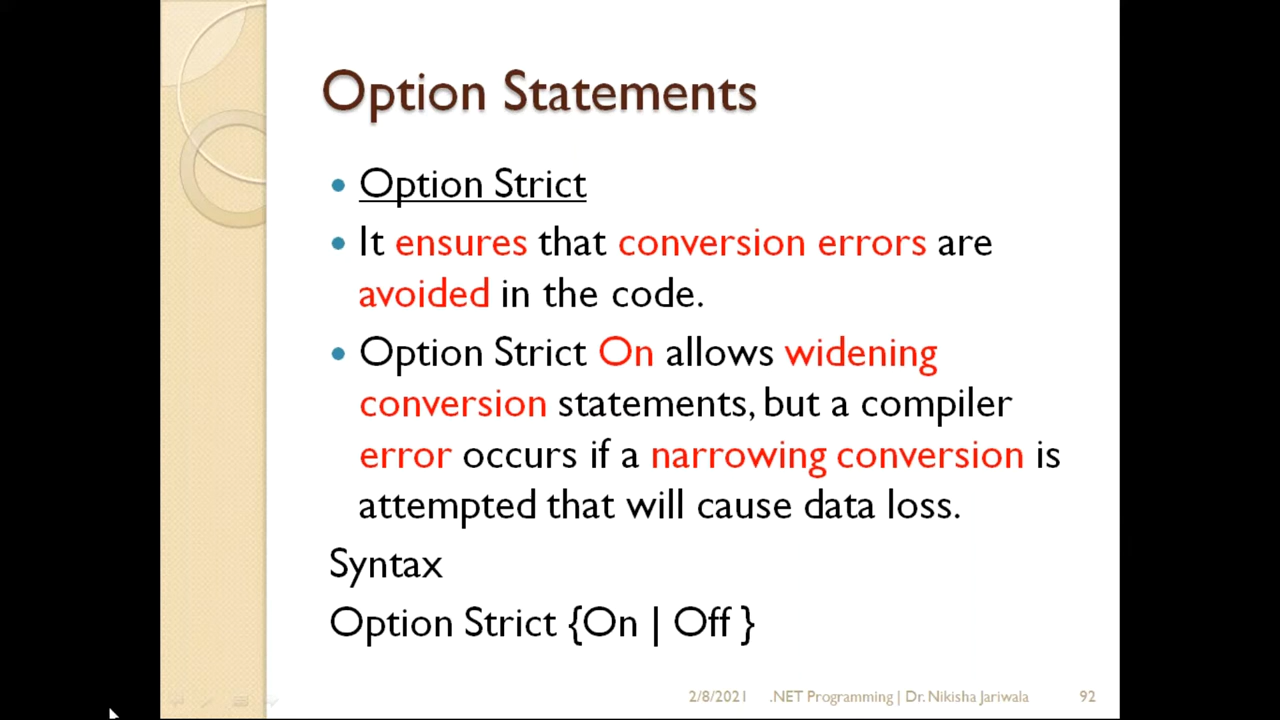 Option Statements
• Option Strict
• It ensures that conversion errors are
avoided in the code.
• Option Strict On allows widening
conversion statements, but a compiler
error occurs if a narrowing conversion is
attempted that will cause data loss.
Syntax
Option Strict {On | Off }
2/8/2021 .NET Programming | Dr. Nikisha Jariwala 92